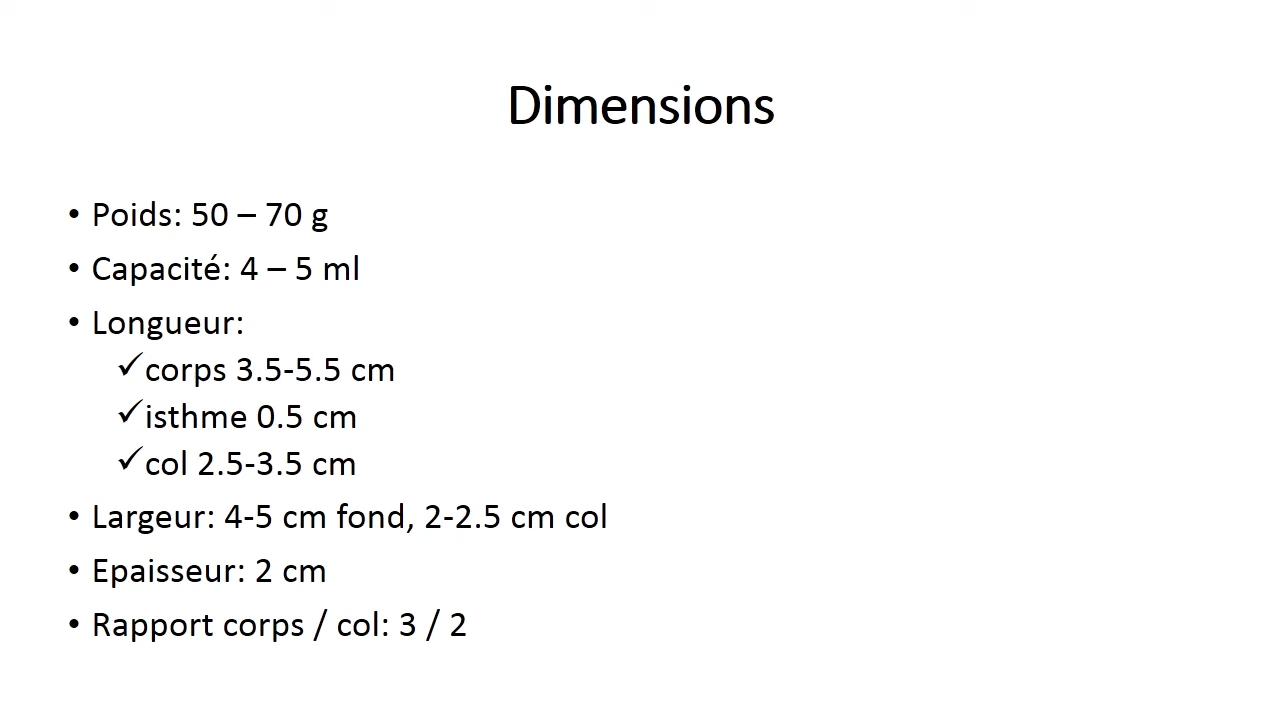 Dimensions
• Poids: 50 – 70 g
• Capacité: 4 – 5 ml
• Longueur:
✓corps 3.5-5.5 cm
✓isthme 0.5 cm
✓col 2.5-3.5 cm
• Largeur: 4-5 cm fond, 2-2.5 cm col
• Epaisseur: 2 cm
• Rapport corps / col: 3 / 2